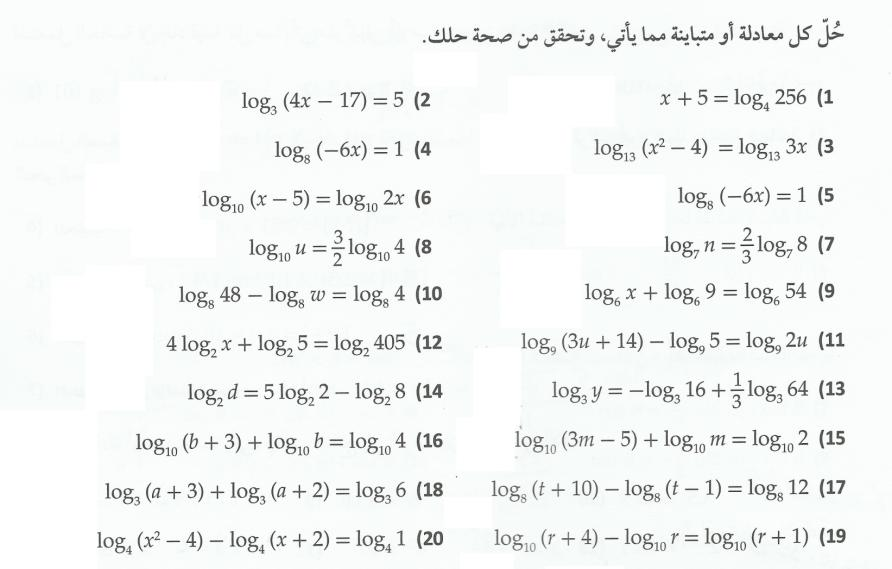 حُلّ كل معادلة أو متباينة مما يأتي، وتحقق من صحة حلك.
(1 x + 5 = log₄ 256
(2 log₃ (4x − 17) = 5
(3 log₁₃ (x² − 4) = log₁₃ 3x
(4 log₈ (−6x) = 1
(5 log₈ (−6x) = 1
(6 log₁₀ (x − 5) = log₁₀ 2x
(7 log₇ n = 2/3 log₇ 8
(8 log₁₀ u = 3/2 log₁₀ 4
(9 log₆ x + log₆ 9 = log₆ 54
(10 log₈ 48 − log₈ w = log₈ 4
(11 log₉ (3u + 14) − log₉ 5 = log₉ 2u
(12 4 log₂ x + log₂ 5 = log₂ 405
(13 log₃ y = −log₃ 16 + 1/3 log₃ 64
(14 log₂ d = 5 log₂ 2 − log₂ 8
(15 log₁₀ (3m − 5) + log₁₀ m = log₁₀ 2
(16 log₁₀ (b + 3) + log₁₀ b = log₁₀ 4
(17 log₈ (t + 10) − log₈ (t − 1) = log₈ 12
(18 log₃ (a + 3) + log₃ (a + 2) = log₃ 6
(19 log₁₀ (r + 4) − log₁₀ r = log₁₀ (r + 1)
(20 log₄ (x² − 4) − log₄ (x + 2) = log₄ 1